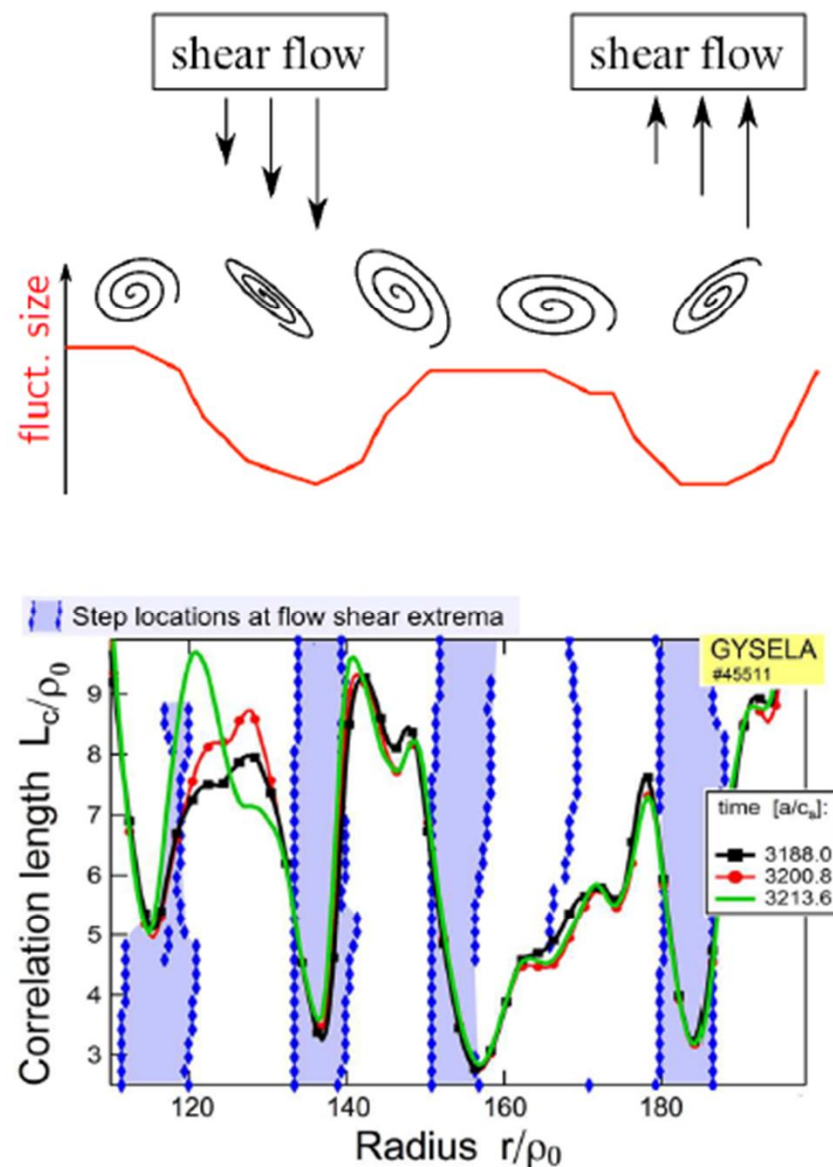 shear flow
shear flow
fluct. size
Step locations at flow shear extrema
GYSELA
#45511
Correlation length L_C/ρ_0
9
8
7
6
5
4
3
time [a/c_s]:
3188.0
3200.8
3213.6
120
140
160
180
Radius r/ρ_0